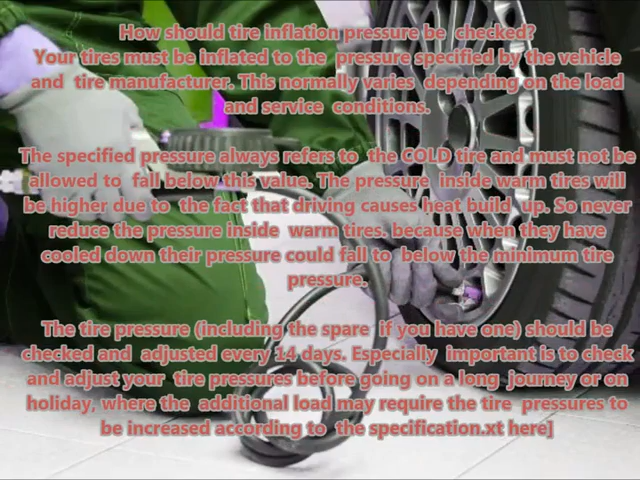 How should tire inflation pressure be checked?
Your tires must be inflated to the pressure specified by the vehicle
and tire manufacturer. This normally varies depending on the load
and service conditions.
The specified pressure always refers to the COLD tire and must not be
allowed to fall below this value. The pressure inside warm tires will
be higher due to the fact that driving causes heat build up. So never
reduce the pressure inside warm tires. because when they have
cooled down their pressure could fall to below the minimum tire
pressure.
The tire pressure (including the spare if you have one) should be
checked and adjusted every 14 days. Especially important is to check
and adjust your tire pressures before going on a long journey or on
holiday, where the additional load may require the tire pressures to
be increased according to the specification.xt here]